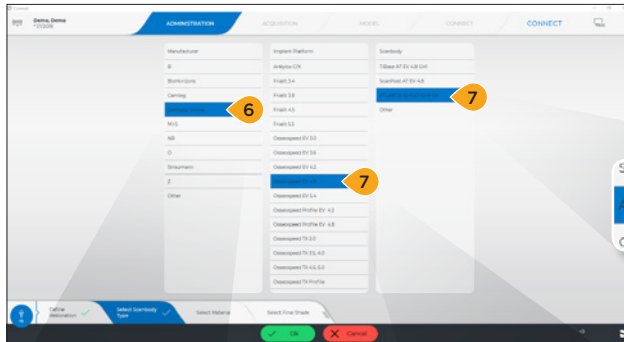 Connect
Demo, Demo
ADMINISTRATION
ACQUISITION
MODEL
CONNECT
CONNECT
Manufacturer
B
BioHorizons
Camlog
6
MIS
NB
O
Straumann
Z
Other
Implant Platform
Ankylos C/X
Frialit 3.4
Frialit 3.8
Frialit 4.5
Frialit 5.5
Osseospeed EV 3.0
Osseospeed EV 3.6
Osseospeed EV 4.2
7
Osseospeed EV 5.4
Osseospeed Profile EV 4.2
Osseospeed Profile EV 4.8
Osseospeed TX 3.0
Osseospeed TX 3.5, 4.0
Osseospeed TX 4.5, 5.0
Osseospeed TX Profile
Scanbody
TiBase AT EV 4.8 GH1
ScanPost AT EV 4.8
7
Other
Define
Restoration
Select Scanbody
Type
Select Material
Select Final Shade
Ok
Cancel